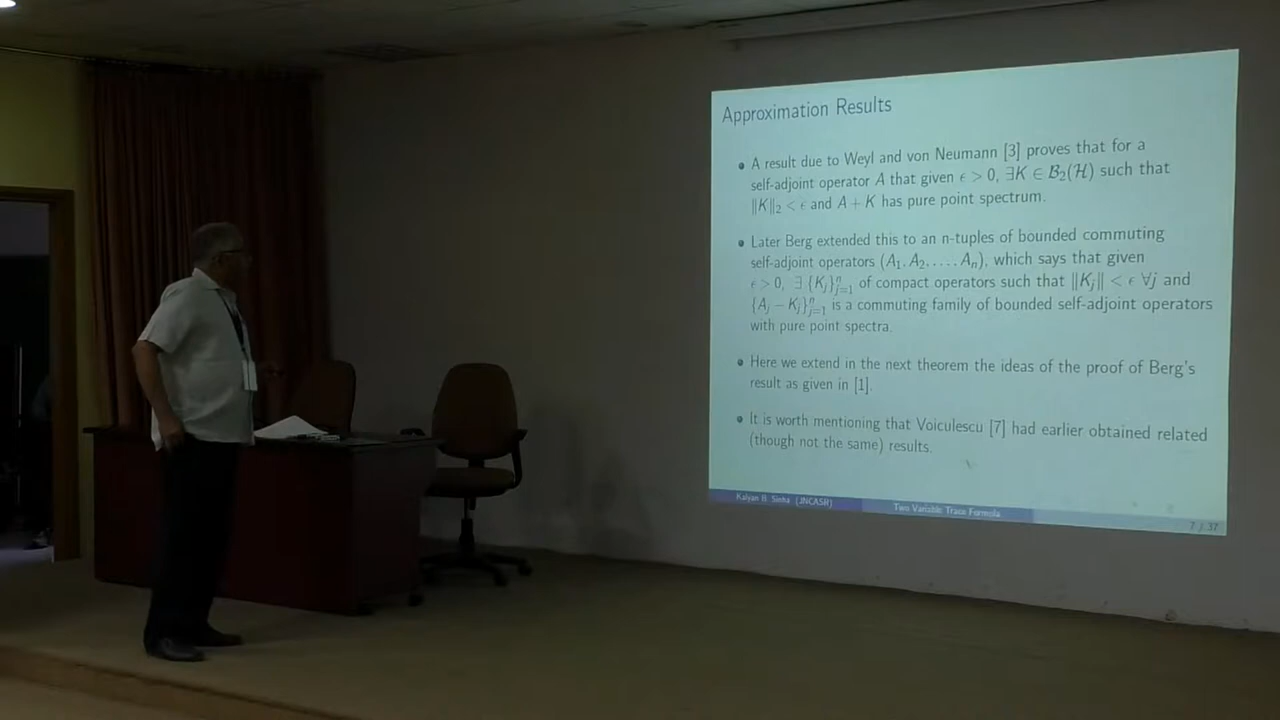 Approximation Results
• A result due to Weyl and von Neumann [3] proves that for a
self-adjoint operator A that given ϵ > 0, ∃K ∈ B₂(H) such that
‖K‖₂ < ϵ and A + K has pure point spectrum.
• Later Berg extended this to an n-tuples of bounded commuting
self-adjoint operators (A₁, A₂, . . . , Aₙ), which says that given
ϵ > 0, ∃ {Kⱼ}ⁿⱼ₌₁ of compact operators such that ‖Kⱼ‖ < ϵ ∀j and
{Aⱼ − Kⱼ}ⁿⱼ₌₁ is a commuting family of bounded self-adjoint operators
with pure point spectra.
• Here we extend in the next theorem the ideas of the proof of Berg's
result as given in [1].
• It is worth mentioning that Voiculescu [7] had earlier obtained related
(though not the same) results.
Kalyan B. Sinha (JNCASR) Two Variable Trace Formula 7 / 37